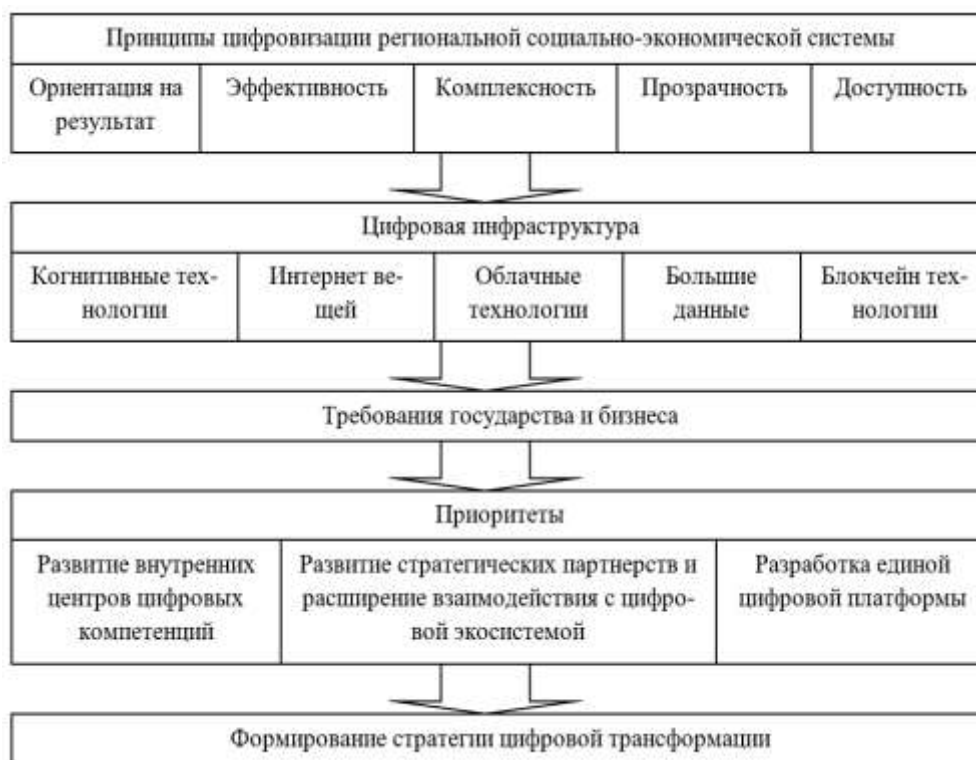 Принципы цифровизации региональной социально-экономической системы
Ориентация на
результат
Эффективность
Комплексность
Прозрачность
Доступность
Цифровая инфраструктура
Когнитивные тех-
нологии
Интернет ве-
щей
Облачные
технологии
Большие
данные
Блокчейн тех-
нологии
Требования государства и бизнеса
Приоритеты
Развитие внутренних
центров цифровых
компетенций
Развитие стратегических партнерств и
расширение взаимодействия с цифро-
вой экосистемой
Разработка единой
цифровой платформы
Формирование стратегии цифровой трансформации